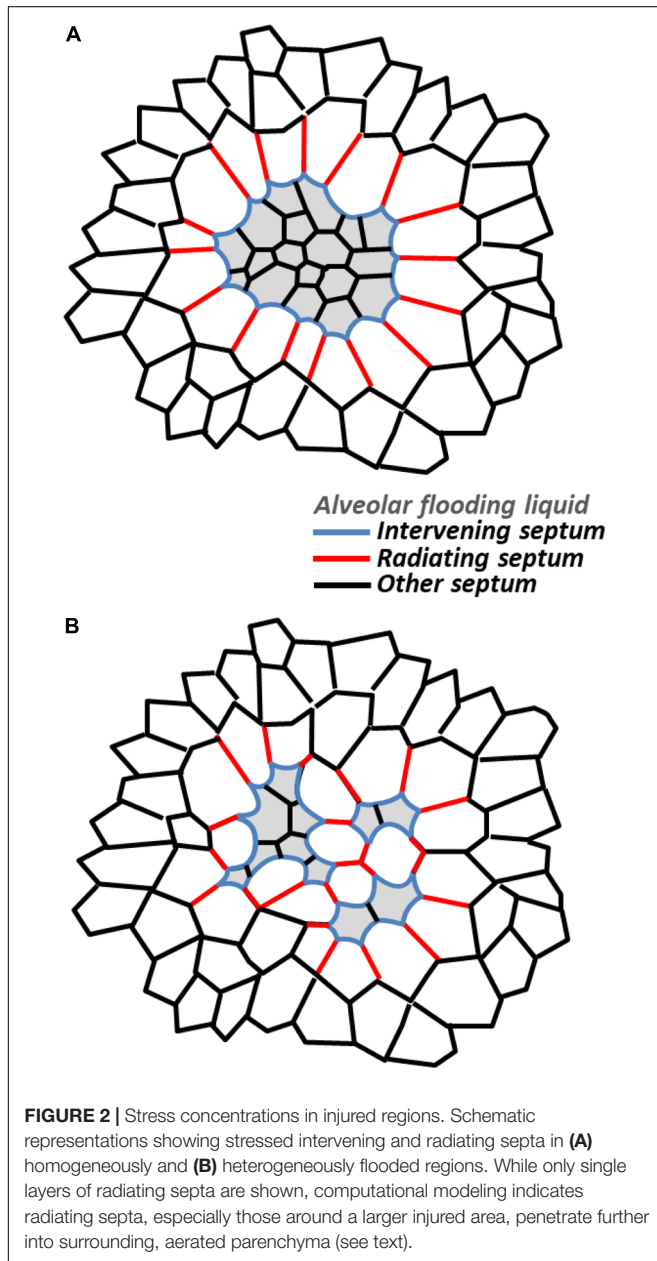 A
Alveolar flooding liquid
Intervening septum
Radiating septum
Other septum
B
FIGURE 2 | Stress concentrations in injured regions. Schematic
representations showing stressed intervening and radiating septa in (A)
homogeneously and (B) heterogeneously flooded regions. While only single
layers of radiating septa are shown, computational modeling indicates
radiating septa, especially those around a larger injured area, penetrate further
into surrounding, aerated parenchyma (see text).